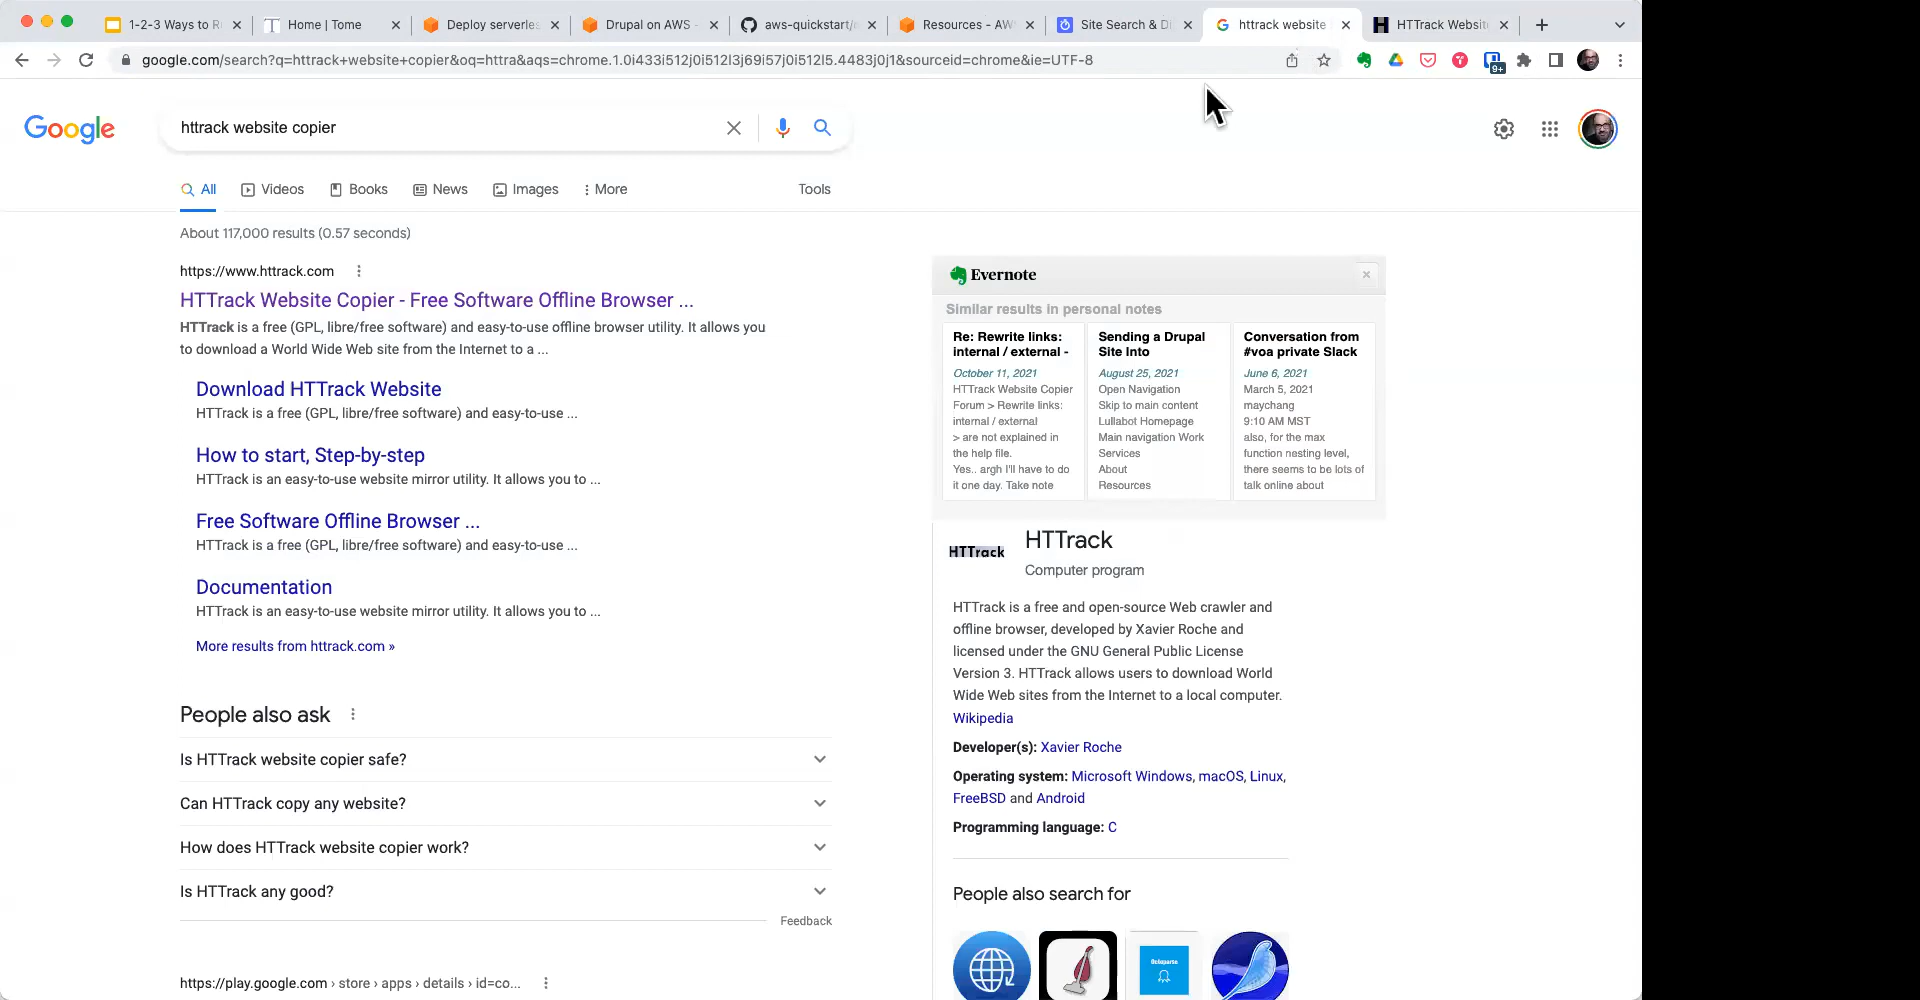 1-2-3 Ways to R
Home | Tome
Deploy serverles
Drupal on AWS -
aws-quickstart/
Resources - AW
Site Search & D
httrack website
HTTrack Websit
google.com/search?q=httrack+website+copier&oq=httra&aqs=chrome.1.0i433i512j0i512l3j69i57j0i512l5.4483j0j1&sourceid=chrome&ie=UTF-8
9+
Google
httrack website copier
All
Videos
Books
News
Images
More
Tools
About 117,000 results (0.57 seconds)
https://www.httrack.com
HTTrack Website Copier - Free Software Offline Browser ...
HTTrack is a free (GPL, libre/free software) and easy-to-use offline browser utility. It allows you
to download a World Wide Web site from the Internet to a ...
Download HTTrack Website
HTTrack is a free (GPL, libre/free software) and easy-to-use ...
How to start, Step-by-step
HTTrack is an easy-to-use website mirror utility. It allows you to ...
Free Software Offline Browser ...
HTTrack is a free (GPL, libre/free software) and easy-to-use ...
Documentation
HTTrack is an easy-to-use website mirror utility. It allows you to ...
More results from httrack.com »
People also ask
Is HTTrack website copier safe?
Can HTTrack copy any website?
How does HTTrack website copier work?
Is HTTrack any good?
Feedback
https://play.google.com › store › apps › details › id=co...
Evernote
Similar results in personal notes
Re: Rewrite links:
internal / external -
October 11, 2021
HTTrack Website Copier
Forum > Rewrite links:
internal / external
> are not explained in
the help file.
Yes.. argh I'll have to do
it one day. Take note
Sending a Drupal
Site Into
August 25, 2021
Open Navigation
Skip to main content
Lullabot Homepage
Main navigation Work
Services
About
Resources
Conversation from
#voa private Slack
June 6, 2021
March 5, 2021
maychang
9:10 AM MST
also, for the max
function nesting level,
there seems to be lots of
talk online about
HTTrack
HTTrack
Computer program
HTTrack is a free and open-source Web crawler and
offline browser, developed by Xavier Roche and
licensed under the GNU General Public License
Version 3. HTTrack allows users to download World
Wide Web sites from the Internet to a local computer.
Wikipedia
Developer(s): Xavier Roche
Operating system: Microsoft Windows, macOS, Linux,
FreeBSD and Android
Programming language: C
People also search for
Octoparse